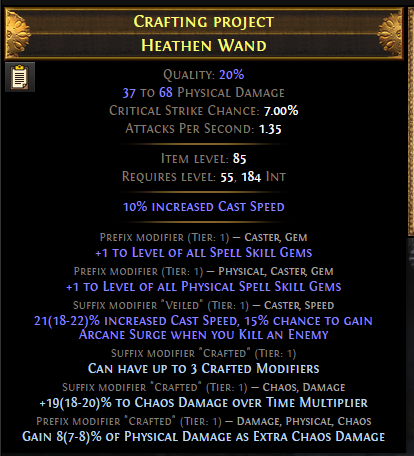 Crafting project
Heathen Wand
Quality: 20%
37 to 68 Physical Damage
Critical Strike Chance: 7.00%
Attacks Per Second: 1.35
Item level: 85
Requires level: 55, 184 Int
10% increased Cast Speed
Prefix modifier (Tier: 1) — Caster, Gem
+1 to Level of all Spell Skill Gems
Prefix modifier (Tier: 1) — Physical, Caster, Gem
+1 to Level of all Physical Spell Skill Gems
Suffix modifier "Veiled" (Tier: 1) — Caster, Speed
21(18-22)% increased Cast Speed, 15% chance to gain
Arcane Surge when you Kill an Enemy
Suffix modifier "Crafted" (Tier: 1)
Can have up to 3 Crafted Modifiers
Suffix modifier "Crafted" (Tier: 1) — Chaos, Damage
+19(18-20)% to Chaos Damage over Time Multiplier
Prefix modifier "Crafted" (Tier: 1) — Damage, Physical, Chaos
Gain 8(7-8)% of Physical Damage as Extra Chaos Damage